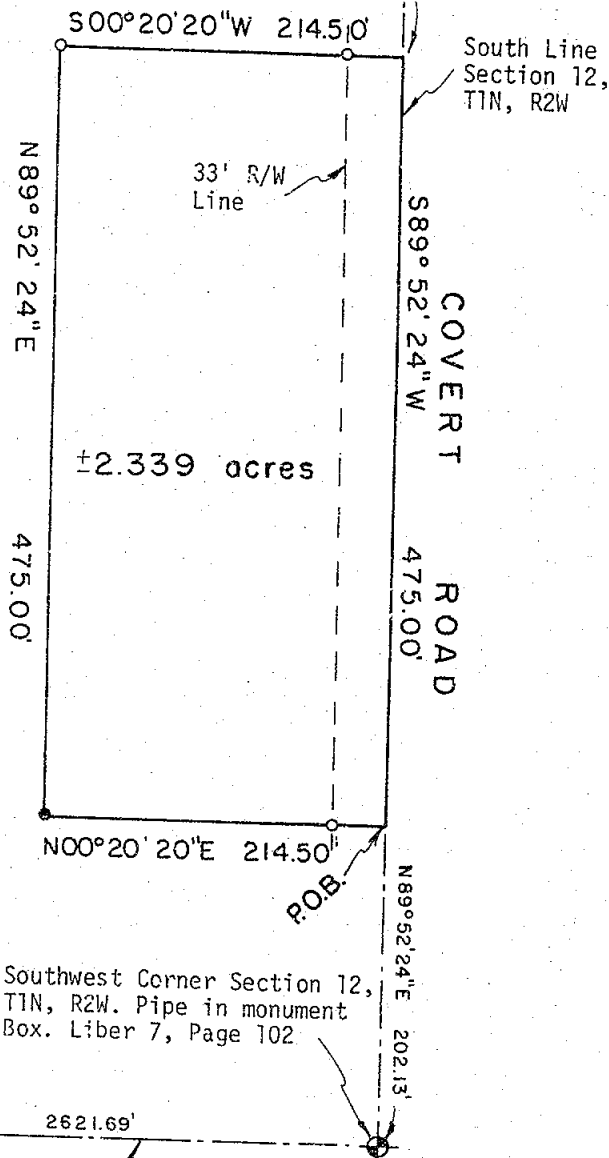 S00°20'20"W 214.50'
South Line
Section 12,
T1N, R2W
33' R/W
Line
N89°52'24"E 475.00'
S89°52'24"W 475.00'
COVERT ROAD
±2.339 acres
N00°20'20"E 214.50'
P.O.B.
N89°52'24"E 202.13'
Southwest Corner Section 12,
T1N, R2W. Pipe in monument
Box. Liber 7, Page 102
2621.69'